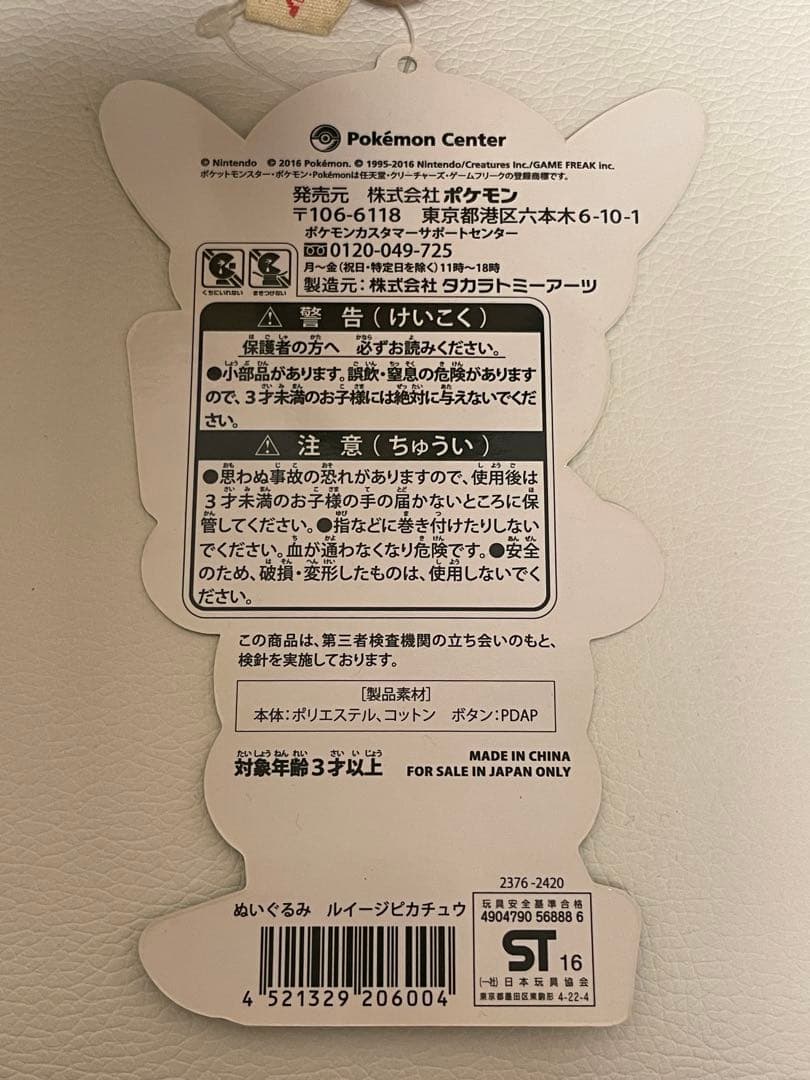 Pokémon Center
© Nintendo © 2016 Pokémon. © 1995-2016 Nintendo/Creatures Inc./GAME FREAK inc.
ポケットモンスター・ポケモン・Pokémonは任天堂・クリーチャーズ・ゲームフリークの登録商標です。
発売元 株式会社 ポケモン
〒106-6118 東京都港区六本木6-10-1
ポケモンカスタマーサポートセンター
0120-049-725
月〜金(祝日・特定日を除く)11時〜18時
くちにいれない まきつけない 製造元：株式会社 タカラトミーアーツ
⚠ 警 告(けいこく)
保護者の方へ 必ずお読みください。
●小部品があります。誤飲・窒息の危険があります
ので、3才未満のお子様には絶対に与えないでくだ
さい。
⚠ 注 意(ちゅうい)
●思わぬ事故の恐れがありますので、使用後は
3才未満のお子様の手の届かないところに保
管してください。●指などに巻き付けたりしない
でください。血が通わなくなり危険です。●安全
のため、破損・変形したものは、使用しないでく
ださい。
この商品は、第三者検査機関の立ち会いのもと、
検針を実施しております。
［製品素材］
本体：ポリエステル、コットン ボタン：PDAP
対象年齢3才以上
MADE IN CHINA
FOR SALE IN JAPAN ONLY
2376-2420
ぬいぐるみ ルイージピカチュウ
4 521329 206004
玩具安全基準合格
4904790 56888 6
ST 16
(一社)日本玩具協会
東京都墨田区東駒形 4-22-4